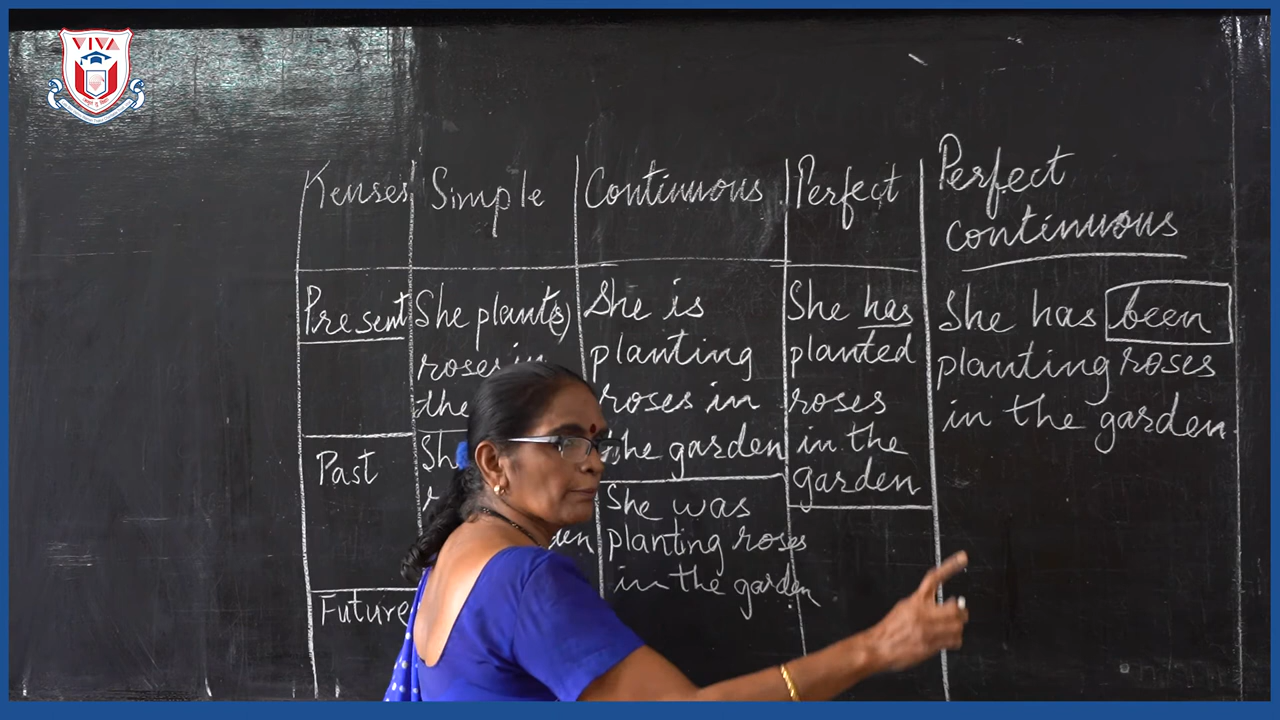 VIVA
Tenses Simple Continuous Perfect Perfect
continuous
Present
She plant(s)
roses in
the
She is
planting
roses in
the garden
She has
planted
roses
in the
garden
She has been
planting roses
in the garden.
Past
She was
planting roses
in the garden
Future